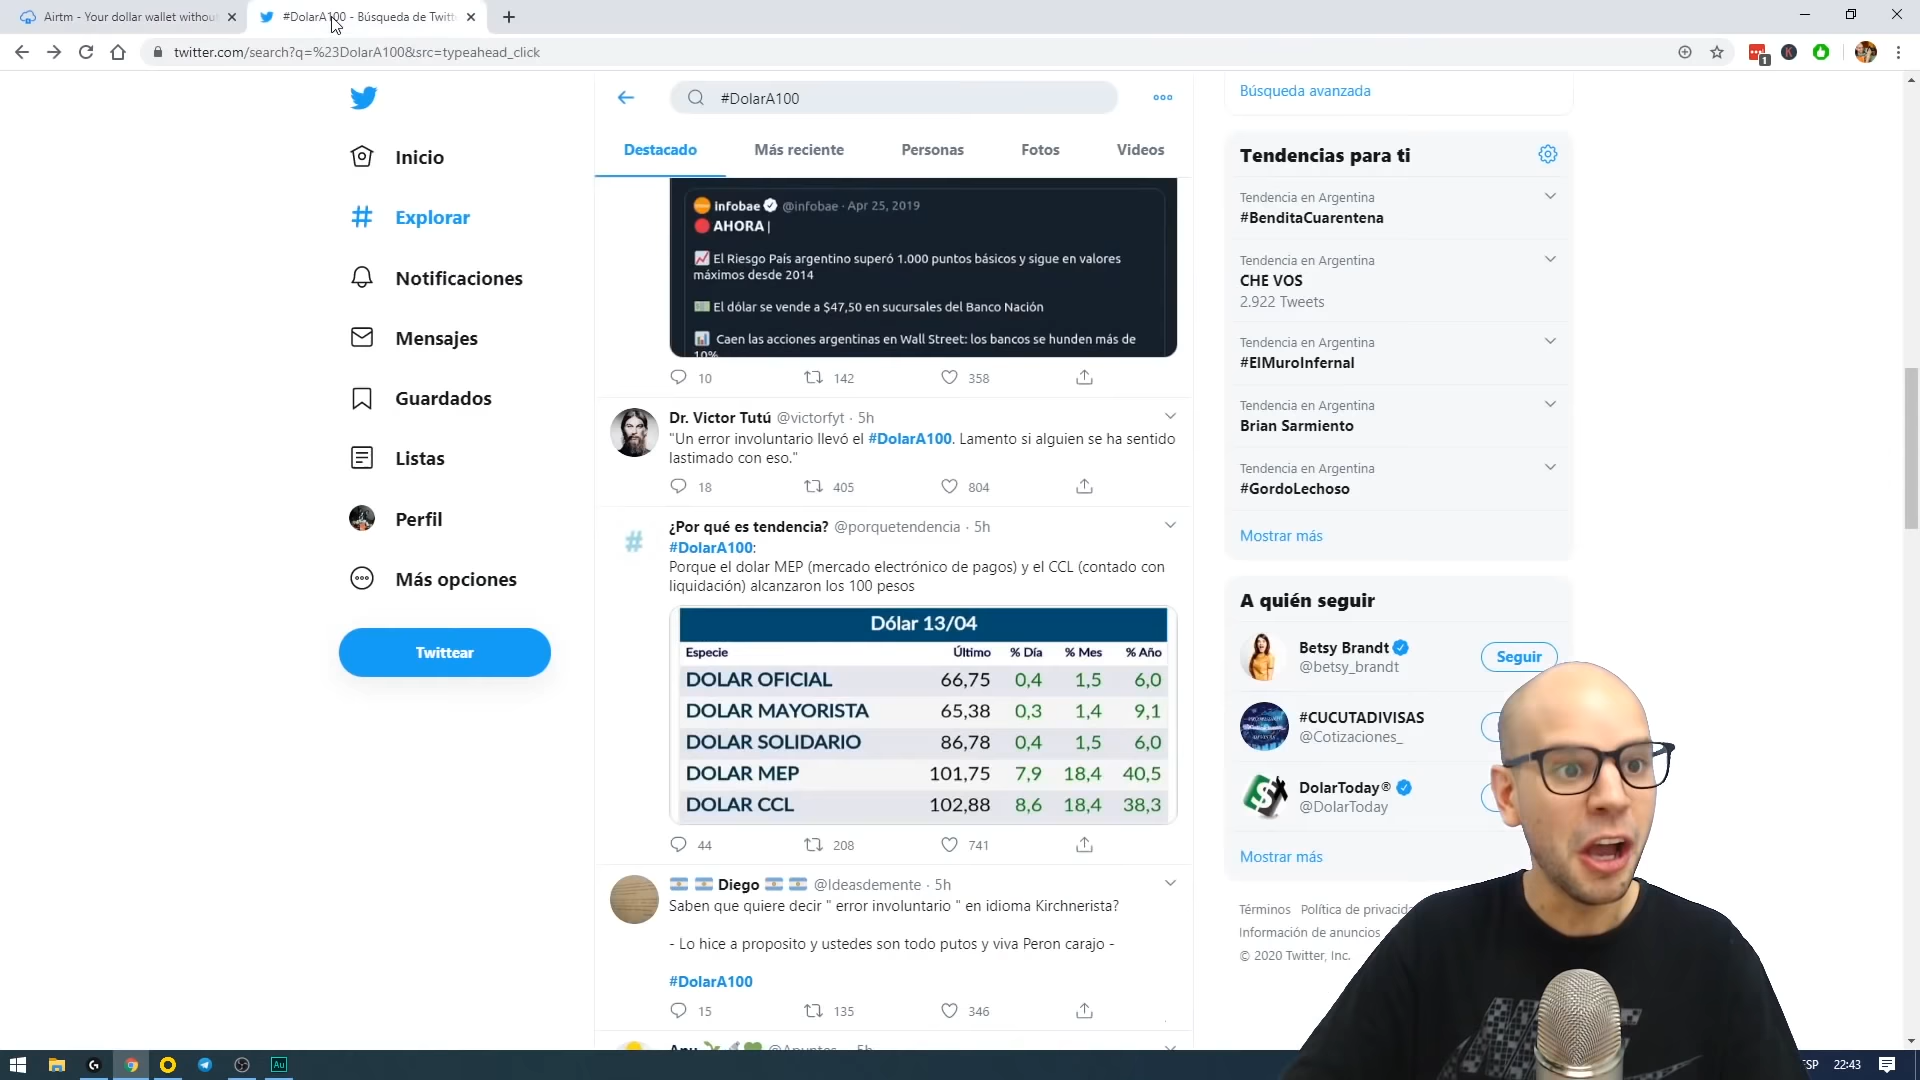 Airtm - Your dollar wallet withou
#DolarA100 - Búsqueda de Twitt
twitter.com/search?q=%23DolarA100&src=typeahead_click
1
K
Inicio
Explorar
Notificaciones
Mensajes
Guardados
Listas
Perfil
Más opciones
Twittear
#DolarA100
Destacado
Más reciente
Personas
Fotos
Videos
infobae @infobae · Apr 25, 2019
AHORA |
El Riesgo País argentino superó 1.000 puntos básicos y sigue en valores
máximos desde 2014
El dólar se vende a $47,50 en sucursales del Banco Nación
Caen las acciones argentinas en Wall Street: los bancos se hunden más de
10%
10 142 358
Dr. Victor Tutú @victorfyt · 5h
"Un error involuntario llevó el #DolarA100. Lamento si alguien se ha sentido
lastimado con eso."
18 405 804
¿Por qué es tendencia? @porquetendencia · 5h
#DolarA100:
Porque el dolar MEP (mercado electrónico de pagos) y el CCL (contado con
liquidación) alcanzaron los 100 pesos
Dólar 13/04
Especie Último % Día % Mes % Año
DOLAR OFICIAL 66,75 0,4 1,5 6,0
DOLAR MAYORISTA 65,38 0,3 1,4 9,1
DOLAR SOLIDARIO 86,78 0,4 1,5 6,0
DOLAR MEP 101,75 7,9 18,4 40,5
DOLAR CCL 102,88 8,6 18,4 38,3
44 208 741
Diego @Ideasdemente · 5h
Saben que quiere decir " error involuntario " en idioma Kirchnerista?
- Lo hice a proposito y ustedes son todo putos y viva Peron carajo -
#DolarA100
15 135 346
Búsqueda avanzada
Tendencias para ti
Tendencia en Argentina
#BenditaCuarentena
Tendencia en Argentina
CHE VOS
2.922 Tweets
Tendencia en Argentina
#ElMuroInfernal
Tendencia en Argentina
Brian Sarmiento
Tendencia en Argentina
#GordoLechoso
Mostrar más
A quién seguir
Betsy Brandt
@betsy_brandt
Seguir
#CUCUTADIVISAS
@Cotizaciones_
DolarToday®
@DolarToday
Mostrar más
Términos Política de privacida
Información de anuncios
© 2020 Twitter, Inc.
Au
ESP 22:43